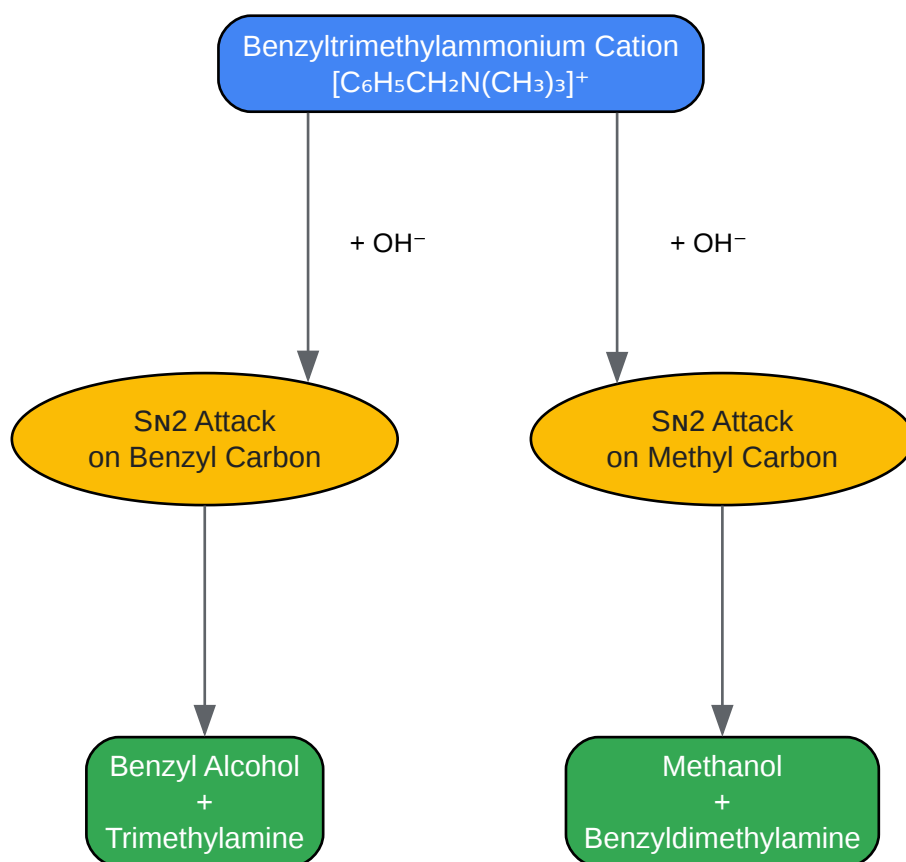 Benzyltrimethylammonium Cation
[C₆H₅CH₂N(CH₃)₃]⁺
+ OH⁻
+ OH⁻
Sɴ2 Attack
on Benzyl Carbon
Sɴ2 Attack
on Methyl Carbon
Benzyl Alcohol
+
Trimethylamine
Methanol
+
Benzyldimethylamine